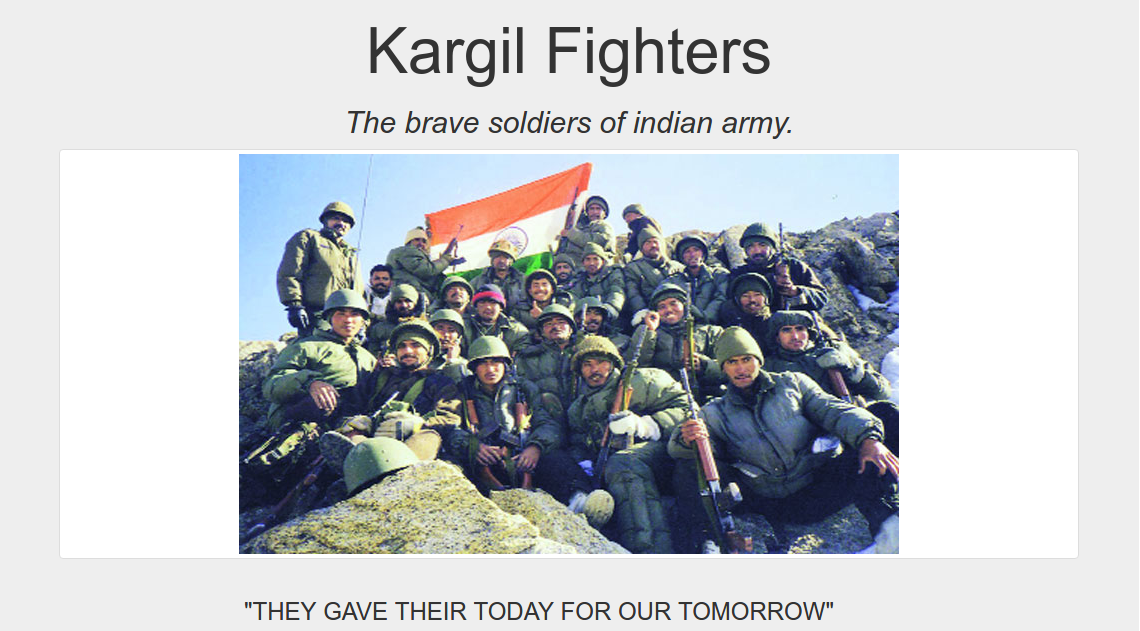 Kargil Fighters
The brave soldiers of indian army.
"THEY GAVE THEIR TODAY FOR OUR TOMORROW"